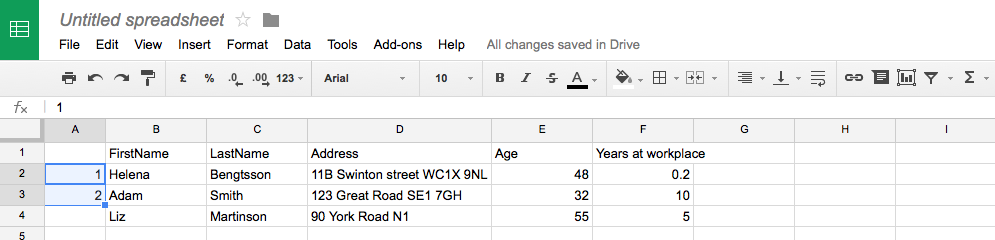 Untitled spreadsheet
File Edit View Insert Format Data Tools Add-ons Help All changes saved in Drive
£ % .0 .00 123 Arial 10 B I S A Σ
fx 1
A B C D E F G H I
1 FirstName LastName Address Age Years at workplace
2 1 Helena Bengtsson 11B Swinton street WC1X 9NL 48 0.2
3 2 Adam Smith 123 Great Road SE1 7GH 32 10
4 Liz Martinson 90 York Road N1 55 5
5